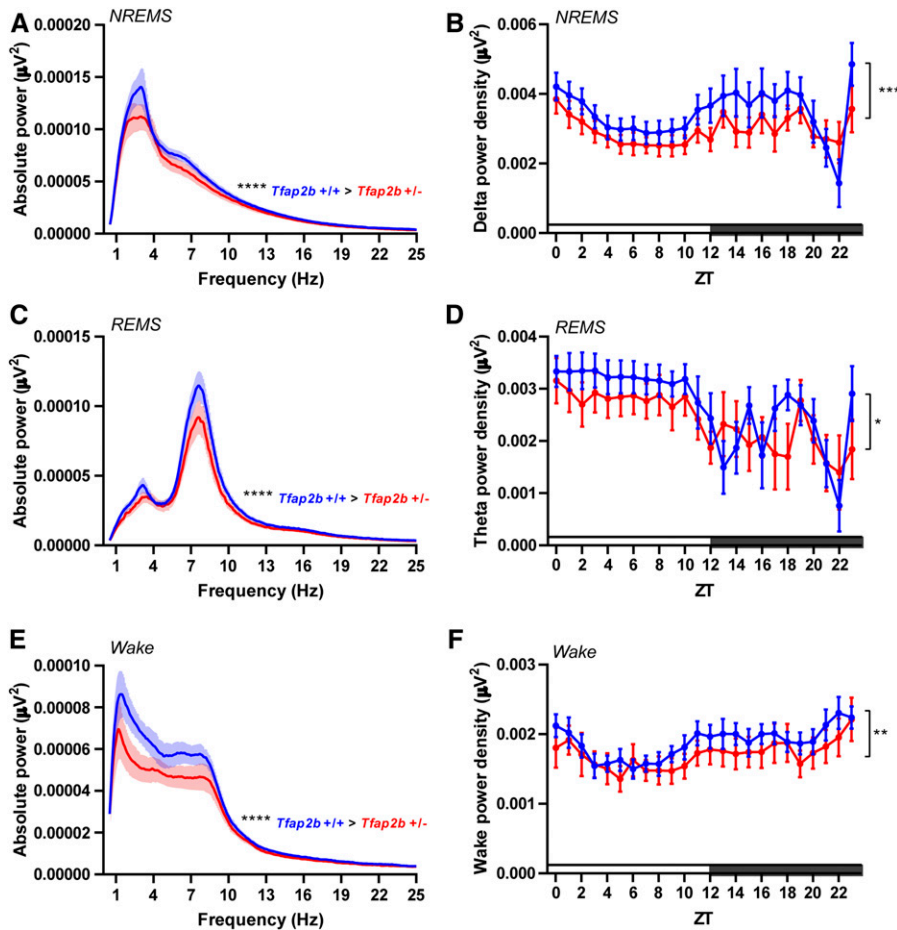 A NREMS
Absolute power (µV²)
0.00020
0.00015
0.00010
0.00005
0.00000
**** Tfap2b +/+ > Tfap2b +/-
1 4 7 10 13 16 19 22 25
Frequency (Hz)
B NREMS
Delta power density (µV²)
0.006
0.004
0.002
0.000
***
0 2 4 6 8 10 12 14 16 18 20 22
ZT
C REMS
Absolute power (µV²)
0.00015
0.00010
0.00005
0.00000
**** Tfap2b +/+ > Tfap2b +/-
1 4 7 10 13 16 19 22 25
Frequency (Hz)
D REMS
Theta power density (µV²)
0.004
0.003
0.002
0.001
0.000
*
0 2 4 6 8 10 12 14 16 18 20 22
ZT
E Wake
Absolute power (µV²)
0.00010
0.00008
0.00006
0.00004
0.00002
0.00000
**** Tfap2b +/+ > Tfap2b +/-
1 4 7 10 13 16 19 22 25
Frequency (Hz)
F Wake
Wake power density (µV²)
0.003
0.002
0.001
0.000
**
0 2 4 6 8 10 12 14 16 18 20 22
ZT